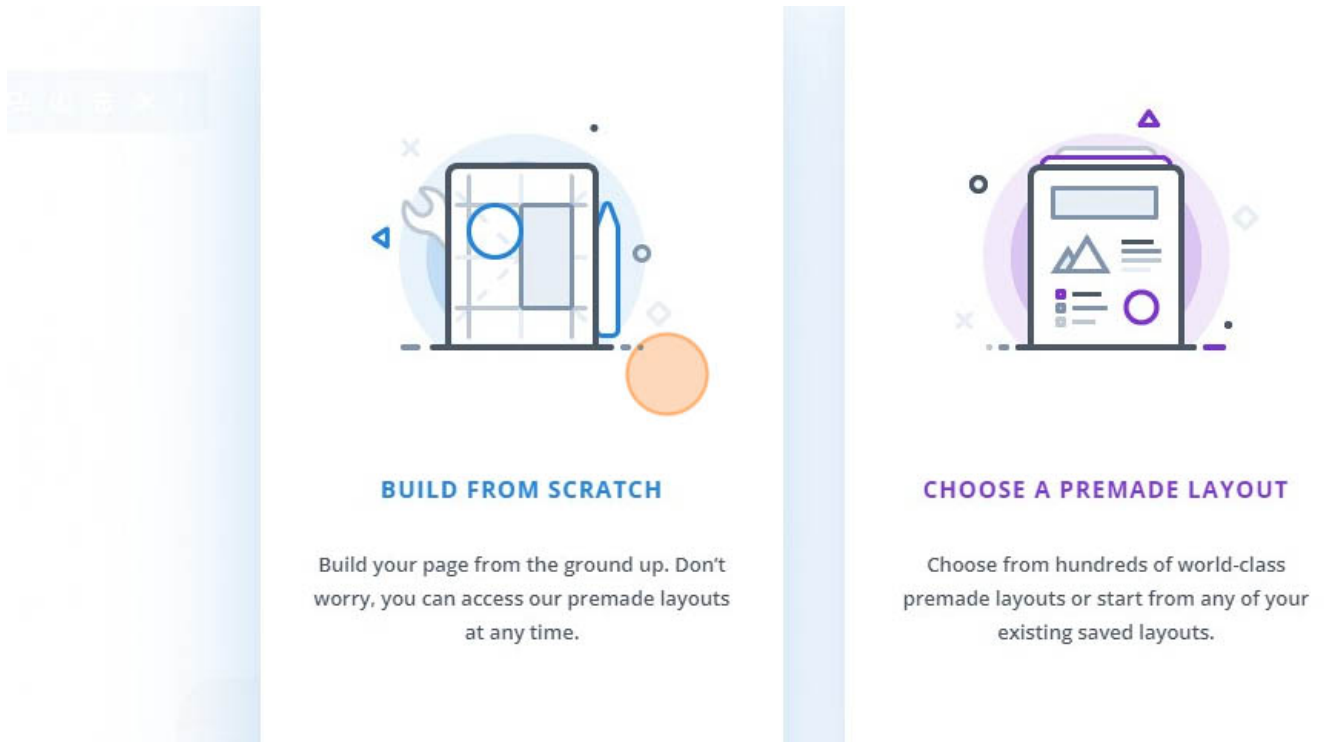 BUILD FROM SCRATCH
Build your page from the ground up. Don't
worry, you can access our premade layouts
at any time.
CHOOSE A PREMADE LAYOUT
Choose from hundreds of world-class
premade layouts or start from any of your
existing saved layouts.